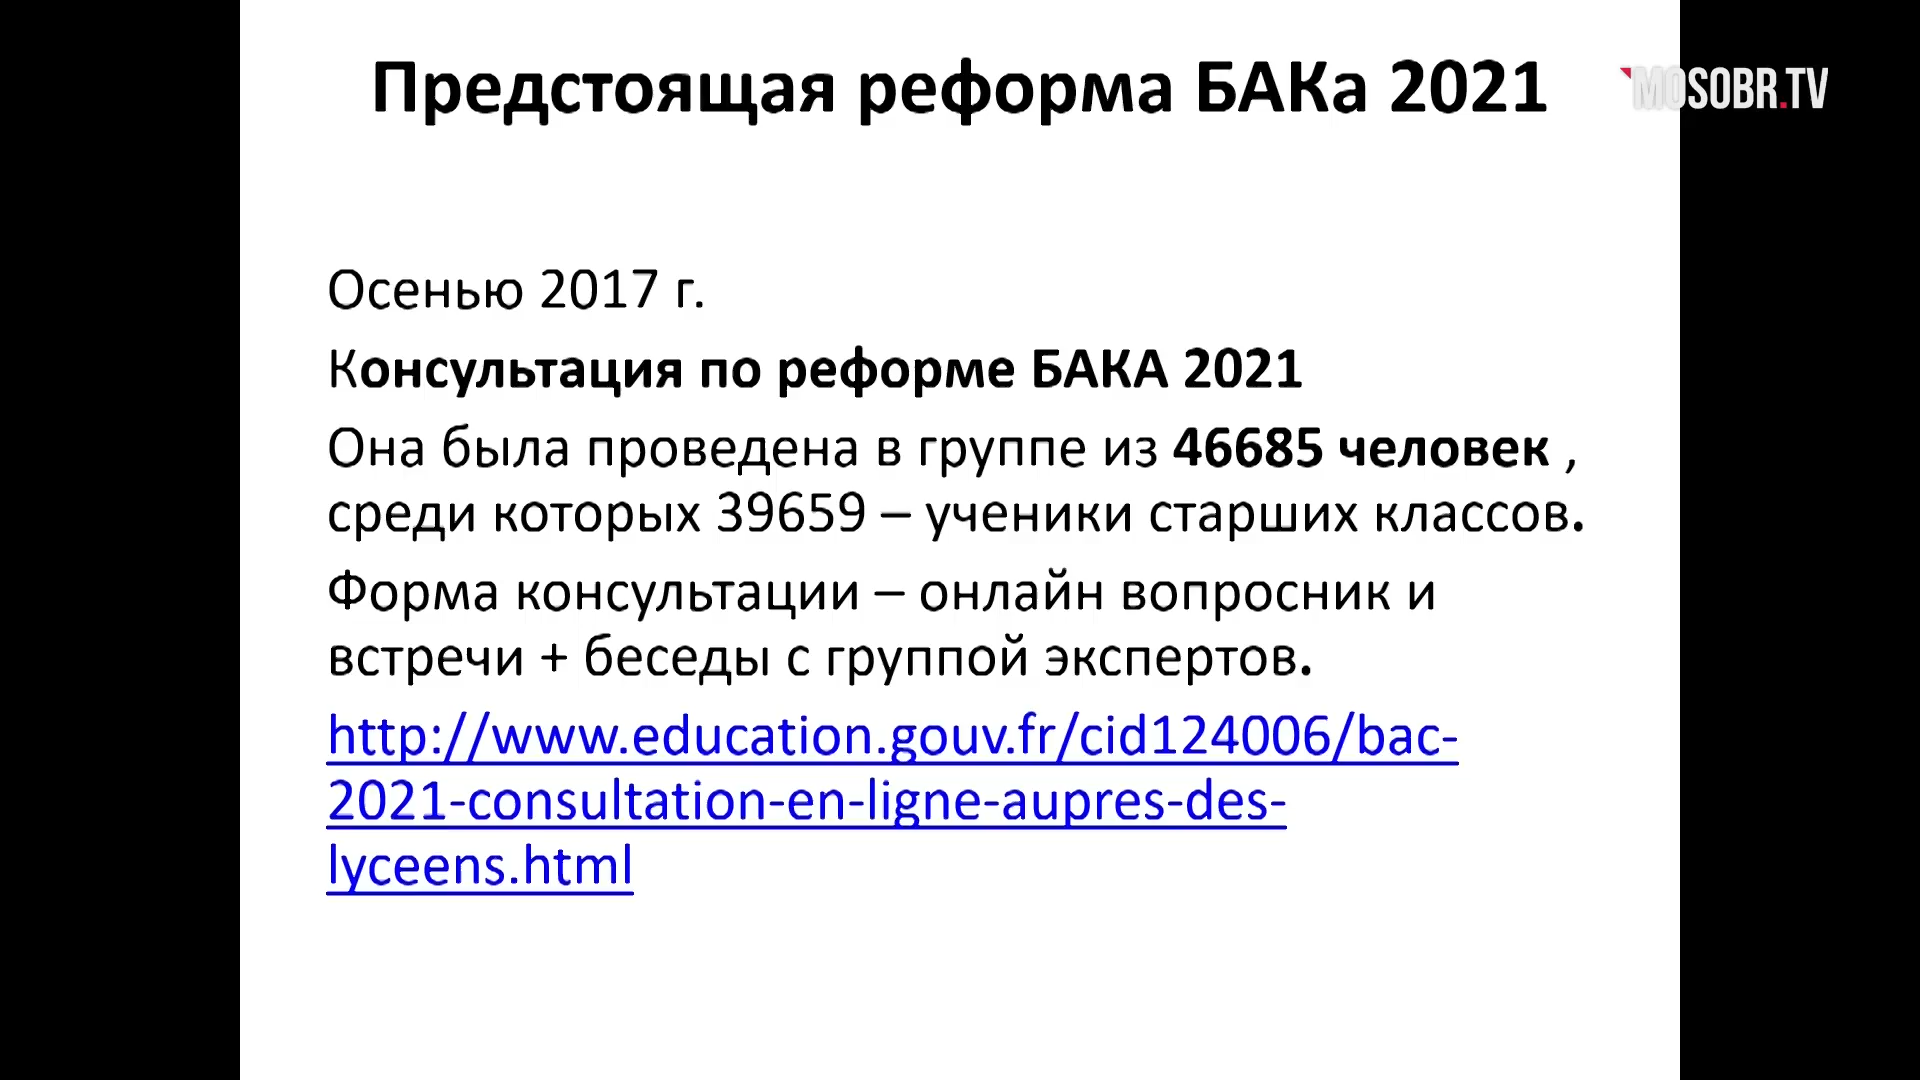 Предстоящая реформа БАКа 2021
MOSOBR.TV
Осенью 2017 г.
Консультация по реформе БАКА 2021
Она была проведена в группе из 46685 человек ,
среди которых 39659 – ученики старших классов.
Форма консультации – онлайн вопросник и
встречи + беседы с группой экспертов.
http://www.education.gouv.fr/cid124006/bac-
2021-consultation-en-ligne-aupres-des-
lyceens.html